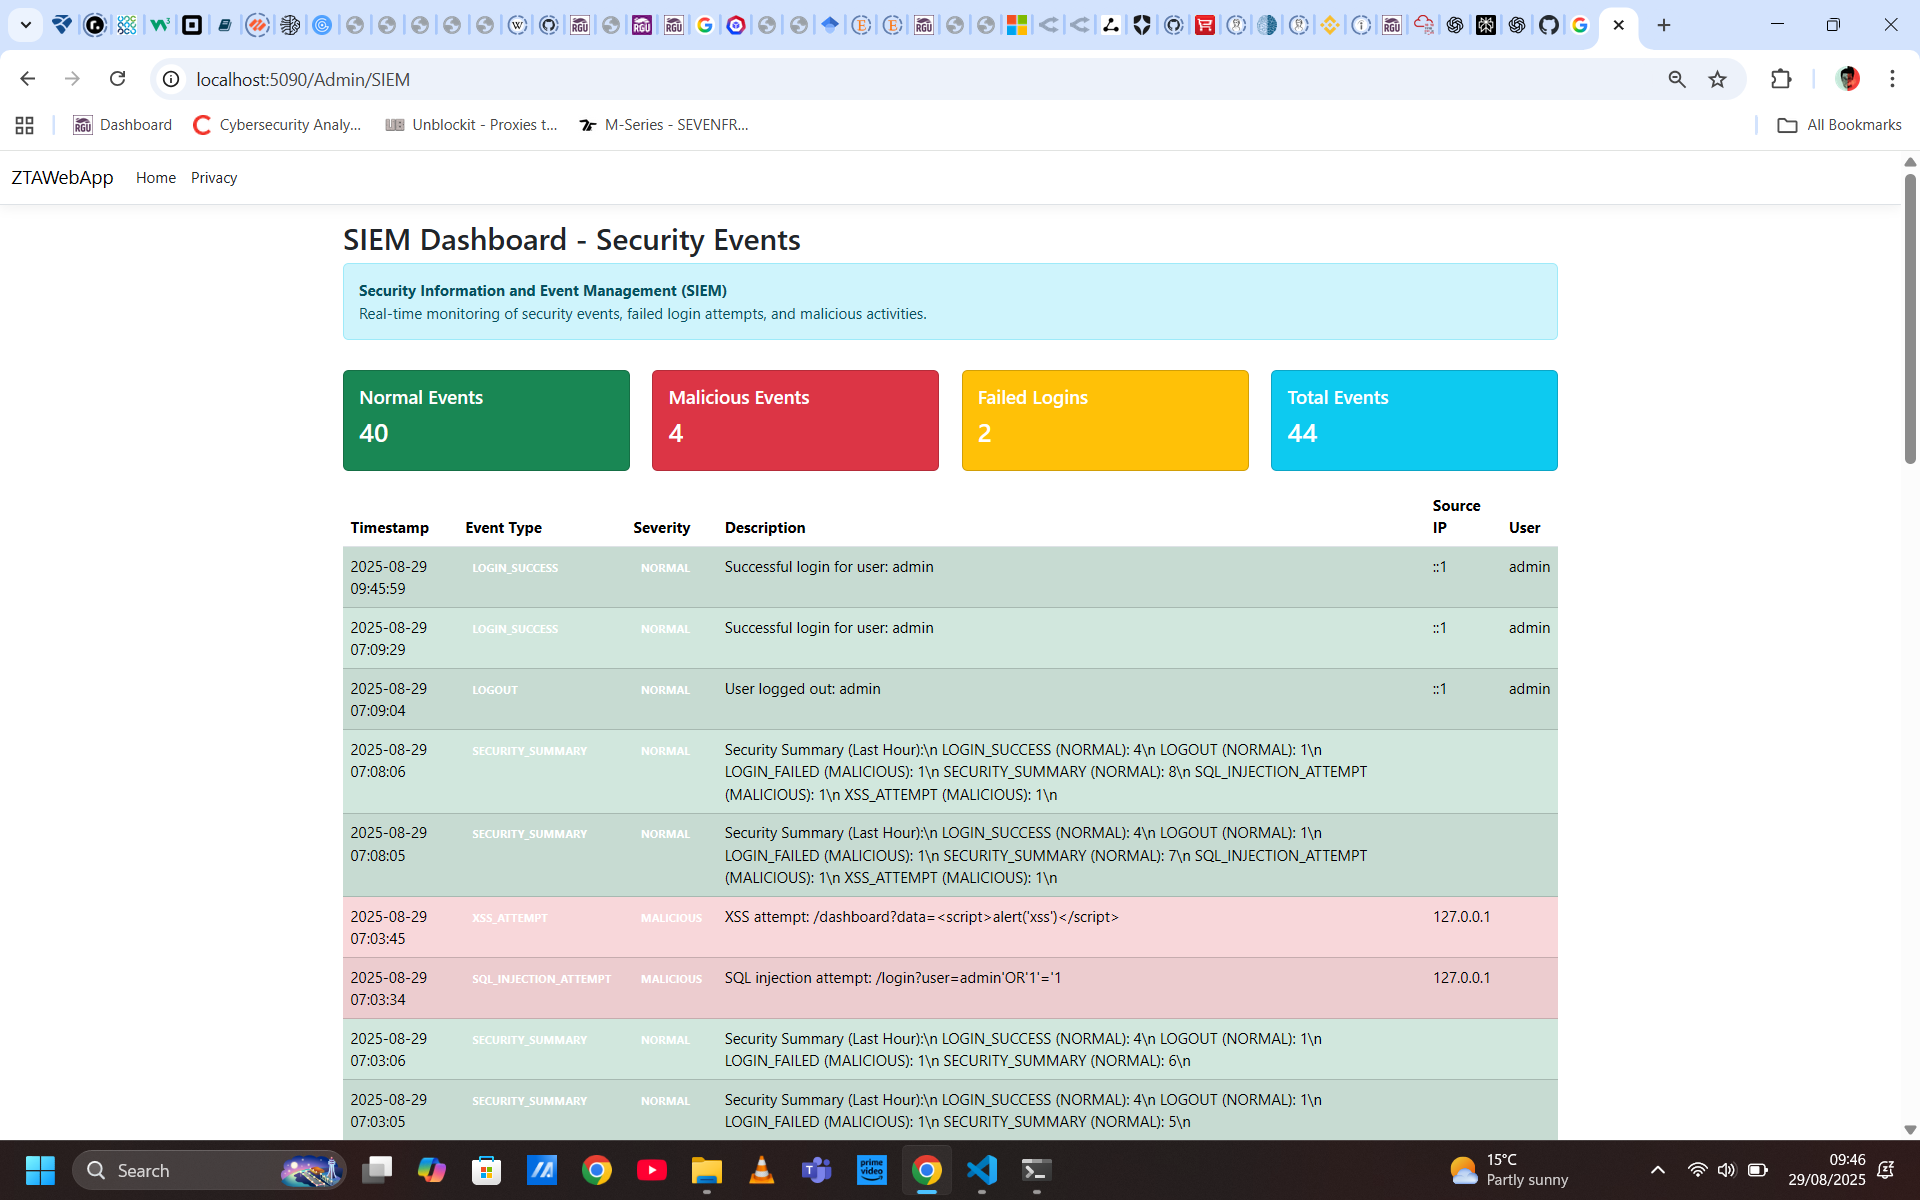 localhost:5090/Admin/SIEM
Dashboard
Cybersecurity Analy...
Unblockit - Proxies t...
M-Series - SEVENFR...
All Bookmarks
ZTAWebApp
Home
Privacy
SIEM Dashboard - Security Events
Security Information and Event Management (SIEM)
Real-time monitoring of security events, failed login attempts, and malicious activities.
Normal Events
40
Malicious Events
4
Failed Logins
2
Total Events
44
Timestamp Event Type Severity Description Source IP User
2025-08-29 09:45:59 LOGIN_SUCCESS NORMAL Successful login for user: admin ::1 admin
2025-08-29 07:09:29 LOGIN_SUCCESS NORMAL Successful login for user: admin ::1 admin
2025-08-29 07:09:04 LOGOUT NORMAL User logged out: admin ::1 admin
2025-08-29 07:08:06 SECURITY_SUMMARY NORMAL Security Summary (Last Hour):\n LOGIN_SUCCESS (NORMAL): 4\n LOGOUT (NORMAL): 1\n
LOGIN_FAILED (MALICIOUS): 1\n SECURITY_SUMMARY (NORMAL): 8\n SQL_INJECTION_ATTEMPT
(MALICIOUS): 1\n XSS_ATTEMPT (MALICIOUS): 1\n
2025-08-29 07:08:05 SECURITY_SUMMARY NORMAL Security Summary (Last Hour):\n LOGIN_SUCCESS (NORMAL): 4\n LOGOUT (NORMAL): 1\n
LOGIN_FAILED (MALICIOUS): 1\n SECURITY_SUMMARY (NORMAL): 7\n SQL_INJECTION_ATTEMPT
(MALICIOUS): 1\n XSS_ATTEMPT (MALICIOUS): 1\n
2025-08-29 07:03:45 XSS_ATTEMPT MALICIOUS XSS attempt: /dashboard?data=<script>alert('xss')</script> 127.0.0.1
2025-08-29 07:03:34 SQL_INJECTION_ATTEMPT MALICIOUS SQL injection attempt: /login?user=admin'OR'1'='1 127.0.0.1
2025-08-29 07:03:06 SECURITY_SUMMARY NORMAL Security Summary (Last Hour):\n LOGIN_SUCCESS (NORMAL): 4\n LOGOUT (NORMAL): 1\n
LOGIN_FAILED (MALICIOUS): 1\n SECURITY_SUMMARY (NORMAL): 6\n
2025-08-29 07:03:05 SECURITY_SUMMARY NORMAL Security Summary (Last Hour):\n LOGIN_SUCCESS (NORMAL): 4\n LOGOUT (NORMAL): 1\n
LOGIN_FAILED (MALICIOUS): 1\n SECURITY_SUMMARY (NORMAL): 5\n
Search
prime video
15°C
Partly sunny
09:46
29/08/2025